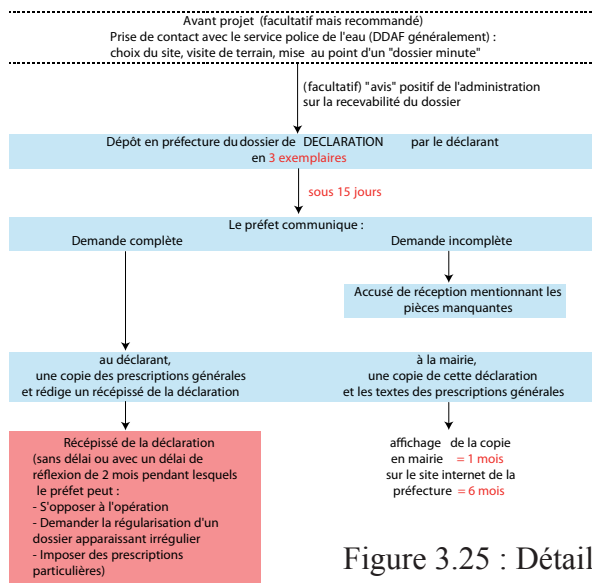 Avant projet (facultatif mais recommandé)
Prise de contact avec le service police de l'eau (DDAF généralement) :
choix du site, visite de terrain, mise au point d'un "dossier minute"
(facultatif) "avis" positif de l'administration
sur la recevabilité du dossier
Dépôt en préfecture du dossier de DECLARATION par le déclarant
en 3 exemplaires
sous 15 jours
Le préfet communique :
Demande complète
Demande incomplète
Accusé de réception mentionnant les
pièces manquantes
au déclarant,
une copie des prescriptions générales
et rédige un récépissé de la déclaration
à la mairie,
une copie de cette déclaration
et les textes des prescriptions générales
Récépissé de la déclaration
(sans délai ou avec un délai de
réflexion de 2 mois pendant lesquels
le préfet peut :
- S'opposer à l'opération
- Demander la régularisation d'un
dossier apparaissant irrégulier
- Imposer des prescriptions
particulières)
affichage de la copie
en mairie = 1 mois
sur le site internet de la
préfecture = 6 mois
Figure 3.25 : Détail